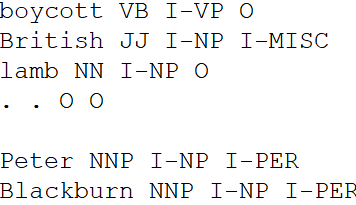 boycott VB I-VP O
British JJ I-NP I-MISC
lamb NN I-NP O
. . O O
Peter NNP I-NP I-PER
Blackburn NNP I-NP I-PER